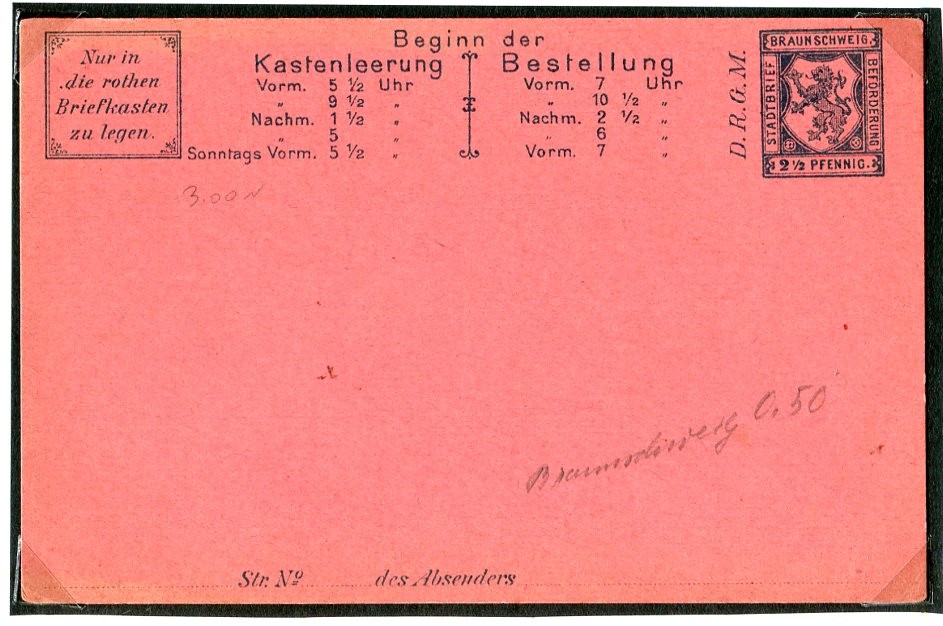 Nur in
die rothen
Briefkasten
zu legen.
Beginn der
Kastenleerung Bestellung
Vorm. 5 ½ Uhr Vorm. 7 Uhr
„ 9 ½ „ „ 10 ½ „
Nachm. 1 ½ „ Nachm. 2 ½ „
„ 5 „ „ 6 „
Sonntags Vorm. 5 ½ „ Vorm. 7 „
D. R. G. M.
BRAUNSCHWEIG.
STADTBRIEF
BEFÖRDERUNG
2 ½ PFENNIG.
3.00
Braunschweig 0.50
Str. Nº des Absenders